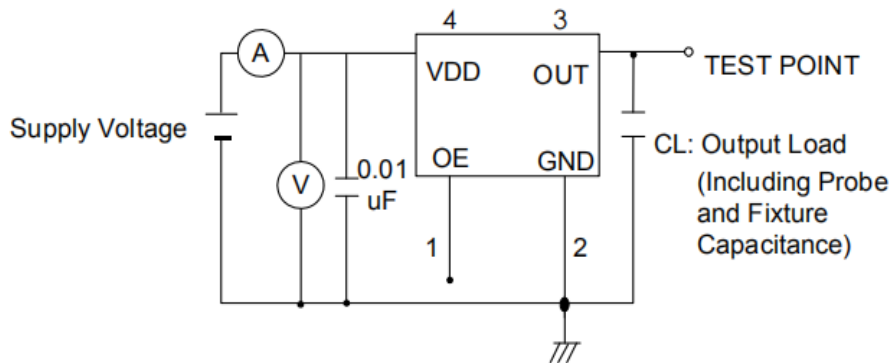 4
3
A
VDD
OUT
TEST POINT
Supply Voltage
V
0.01
uF
OE
GND
CL: Output Load
(Including Probe
and Fixture
Capacitance)
1
2